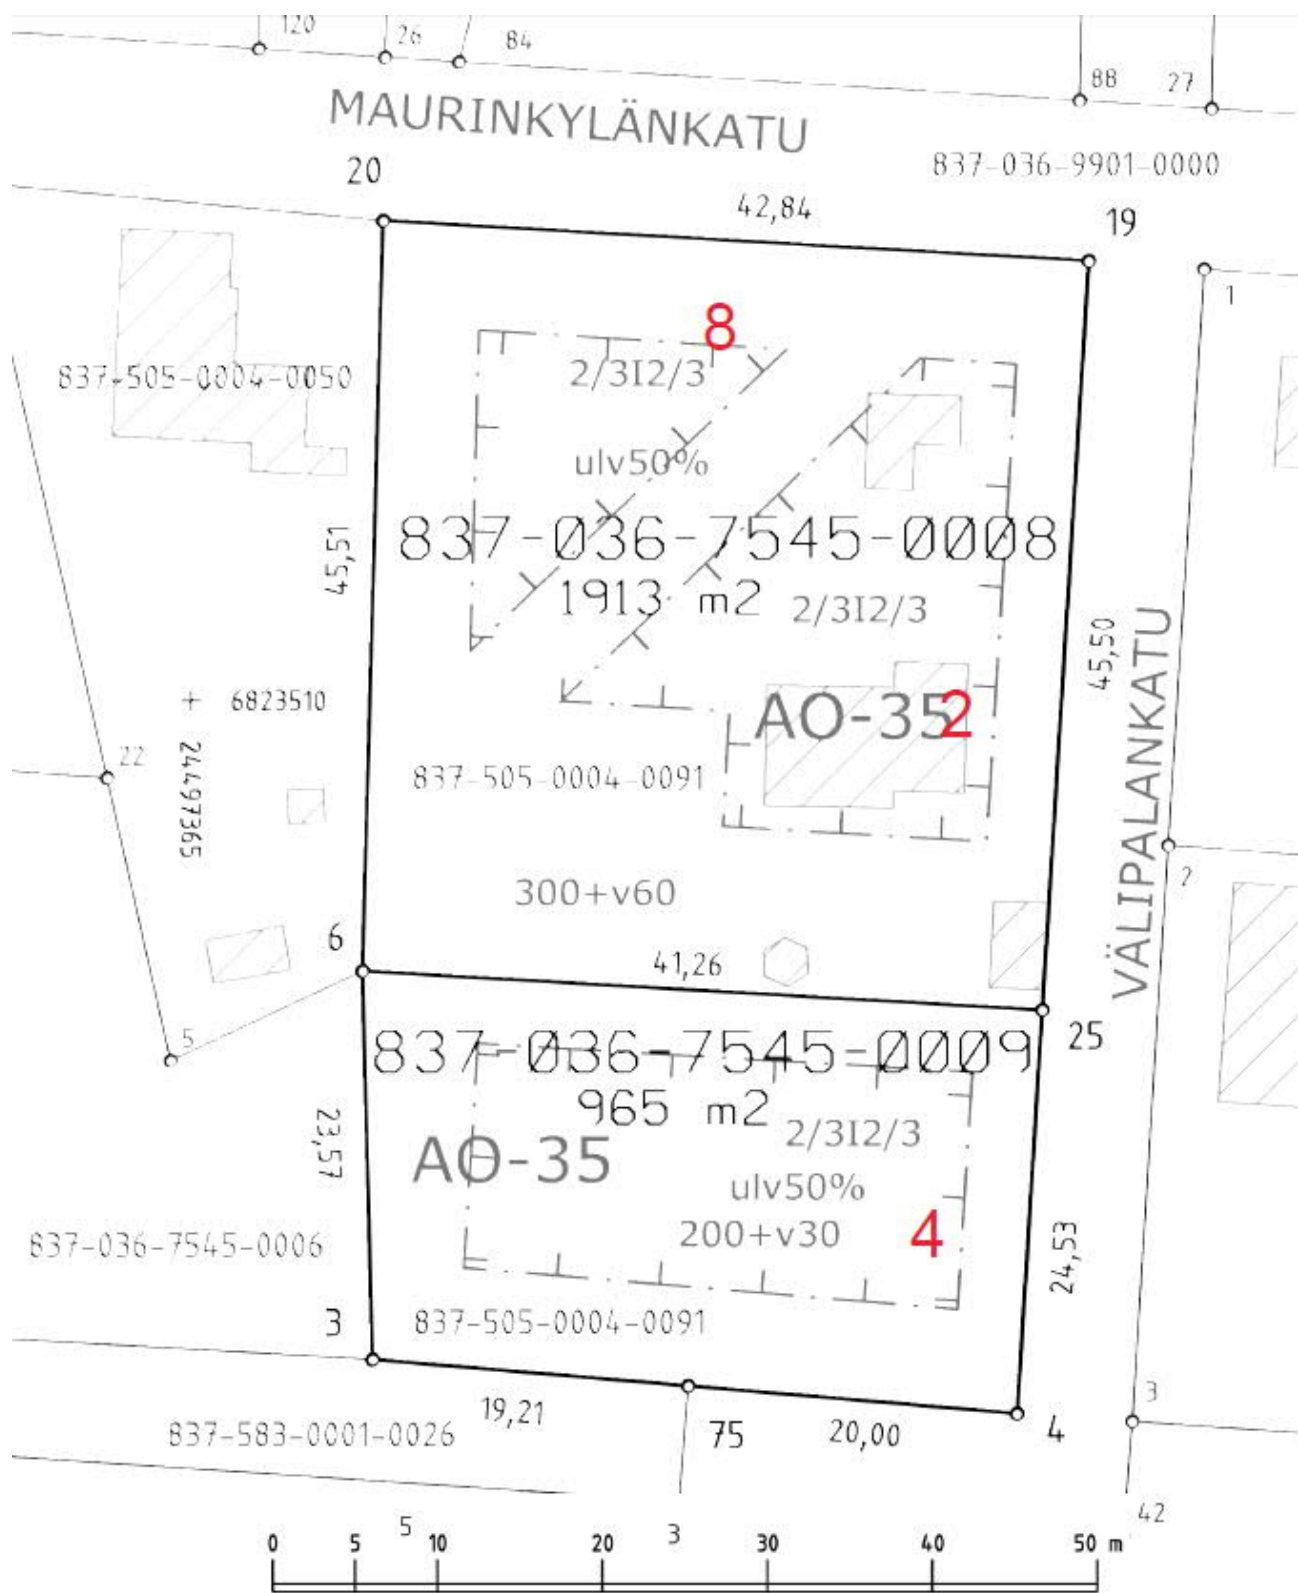 120
26
84
88
27
MAURINKYLÄNKATU
837-036-9901-0000
20
42,84
19
1
8
2/3I2/3
837-505-0004-0050
ulv50%
837-036-7545-0008
45,51
1913 m2
2/3I2/3
45,50
VÄLIPALANKATU
6823510
24497365
AO-35
2
22
837-505-0004-0091
2
300+v60
6
41,26
25
5
837-036-7545-0009
965 m2
2/3I2/3
23,57
AO-35
ulv50%
200+v30
4
24,53
837-036-7545-0006
3
837-505-0004-0091
3
19,21
75
20,00
4
837-583-0001-0026
42
5
3
0 5 10 20 30 40 50 m